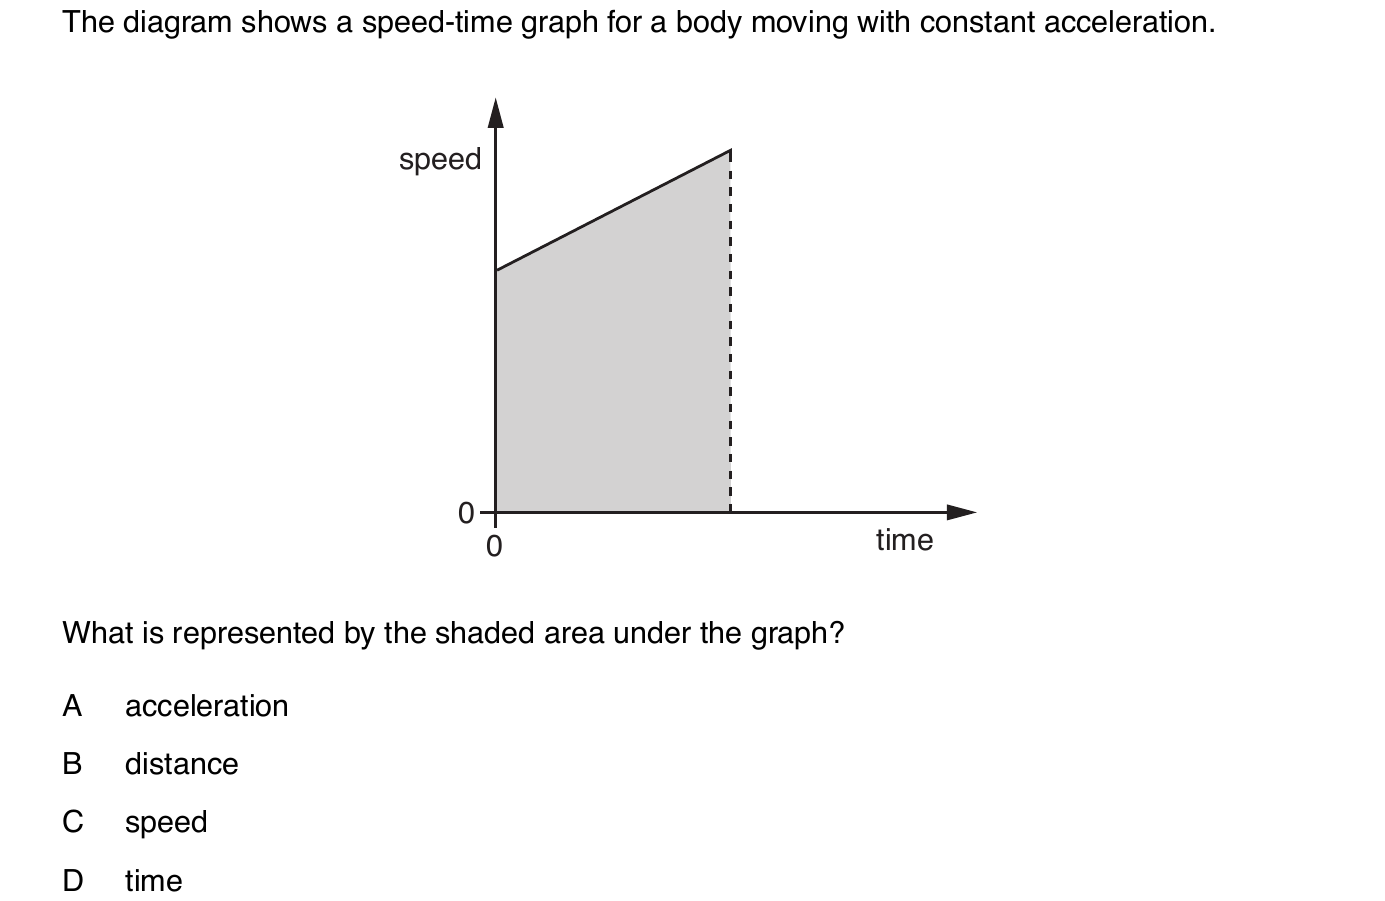 The diagram shows a speed-time graph for a body moving with constant acceleration.
speed
0
0
time
What is represented by the shaded area under the graph?
A acceleration
B distance
C speed
D time